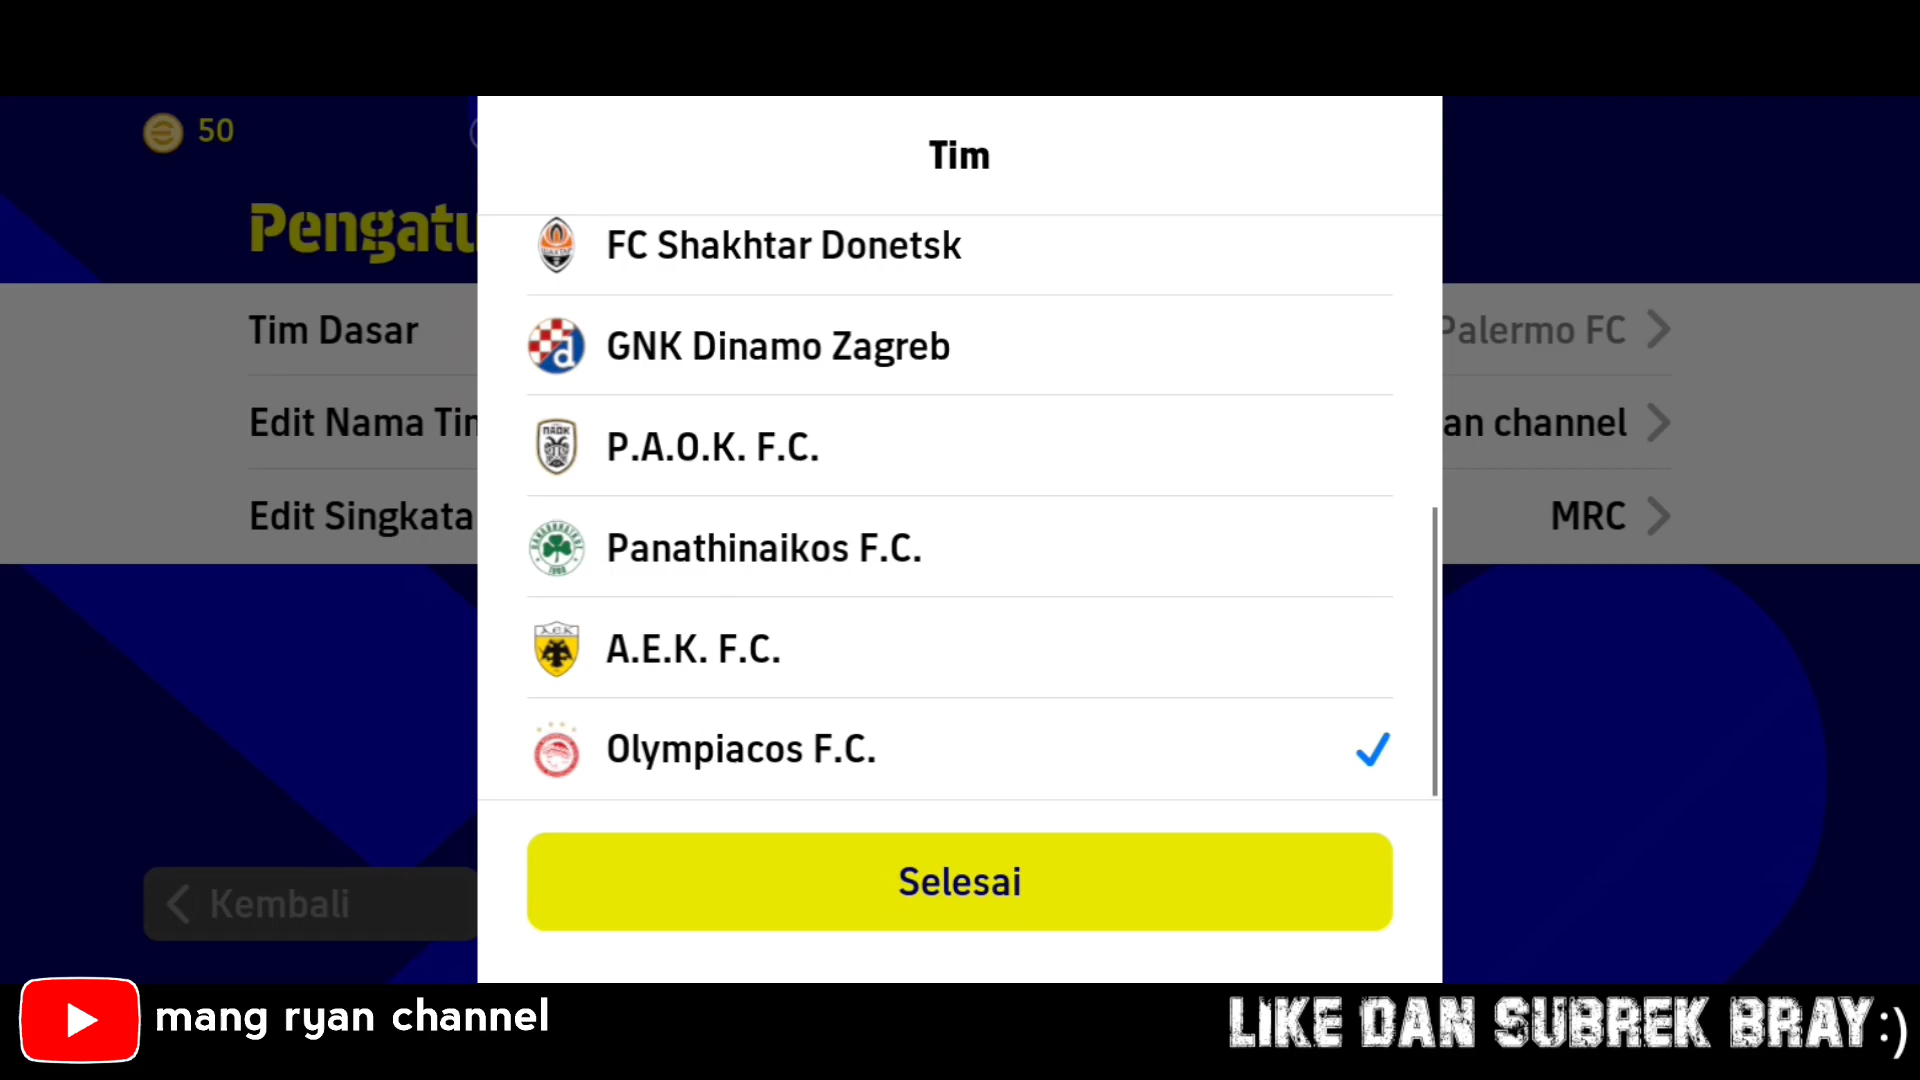 50
Tim
Pengatu
FC Shakhtar Donetsk
Tim Dasar
Palermo FC
GNK Dinamo Zagreb
Edit Nama Tim
an channel
P.A.O.K. F.C.
Edit Singkata
MRC
Panathinaikos F.C.
A.E.K. F.C.
Olympiacos F.C.
Selesai
Kembali
mang ryan channel
LIKE DAN SUBREK BRAY:)